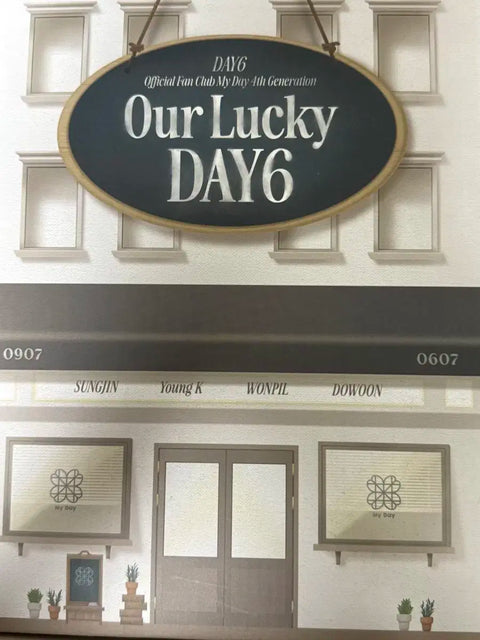 DAY6
Official Fan Club My Day 4th Generation
Our Lucky
DAY6
0907
0607
SUNGJIN Young K WONPIL DOWOON
My Day
My Day